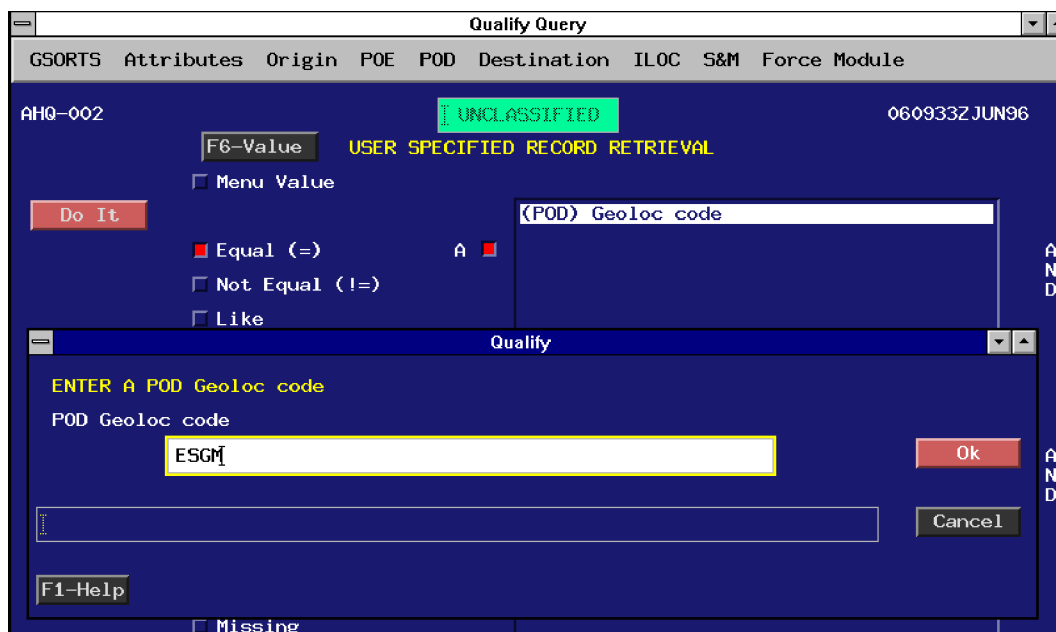 Qualify Query
GSORTS Attributes Origin POE POD Destination ILOC S&M Force Module
AHQ-002 UNCLASSIFIED 060933ZJUN96
F6-Value USER SPECIFIED RECORD RETRIEVAL
Menu Value
Do It (POD) Geoloc code
Equal (=) A
Not Equal (!=)
Like
A
N
D
Qualify
ENTER A POD Geoloc code
POD Geoloc code
ESGM Ok
A
N
D
Cancel
F1-Help
Missing